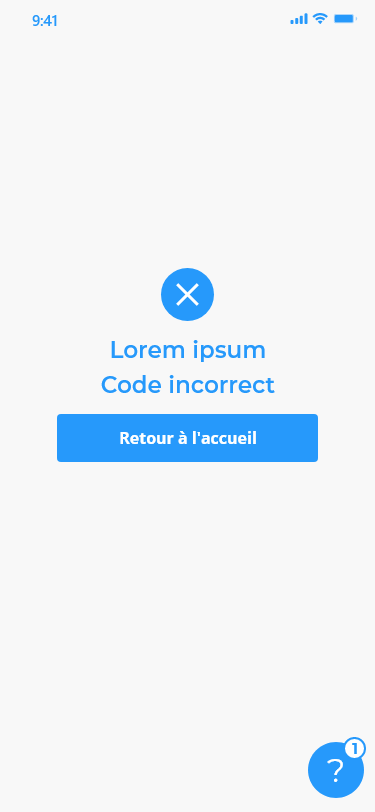 9:41
Lorem ipsum
Code incorrect
Retour à l'accueil
1
?